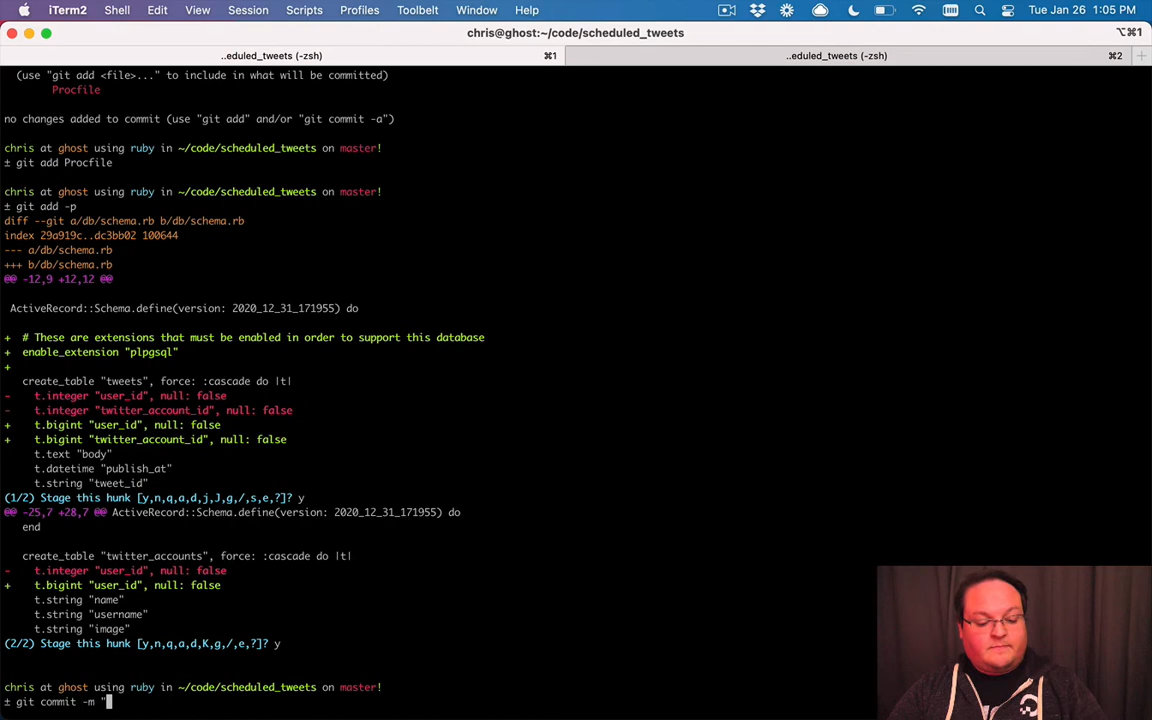 iTerm2 Shell Edit View Session Scripts Profiles Toolbelt Window Help Tue Jan 26 1:05 PM
chris@ghost:~/code/scheduled_tweets ⌥⌘1
..eduled_tweets (-zsh) ⌘1 ..eduled_tweets (-zsh) ⌘2 +
(use "git add <file>..." to include in what will be committed)
Procfile
no changes added to commit (use "git add" and/or "git commit -a")
chris at ghost using ruby in ~/code/scheduled_tweets on master!
± git add Procfile
chris at ghost using ruby in ~/code/scheduled_tweets on master!
± git add -p
diff --git a/db/schema.rb b/db/schema.rb
index 29a919c..dc3bb02 100644
--- a/db/schema.rb
+++ b/db/schema.rb
@@ -12,9 +12,12 @@
ActiveRecord::Schema.define(version: 2020_12_31_171955) do
+ # These are extensions that must be enabled in order to support this database
+ enable_extension "plpgsql"
+
create_table "tweets", force: :cascade do |t|
- t.integer "user_id", null: false
- t.integer "twitter_account_id", null: false
+ t.bigint "user_id", null: false
+ t.bigint "twitter_account_id", null: false
t.text "body"
t.datetime "publish_at"
t.string "tweet_id"
(1/2) Stage this hunk [y,n,q,a,d,j,J,g,/,s,e,?]? y
@@ -25,7 +28,7 @@ ActiveRecord::Schema.define(version: 2020_12_31_171955) do
end
create_table "twitter_accounts", force: :cascade do |t|
- t.integer "user_id", null: false
+ t.bigint "user_id", null: false
t.string "name"
t.string "username"
t.string "image"
(2/2) Stage this hunk [y,n,q,a,d,K,g,/,e,?]? y
chris at ghost using ruby in ~/code/scheduled_tweets on master!
± git commit -m "